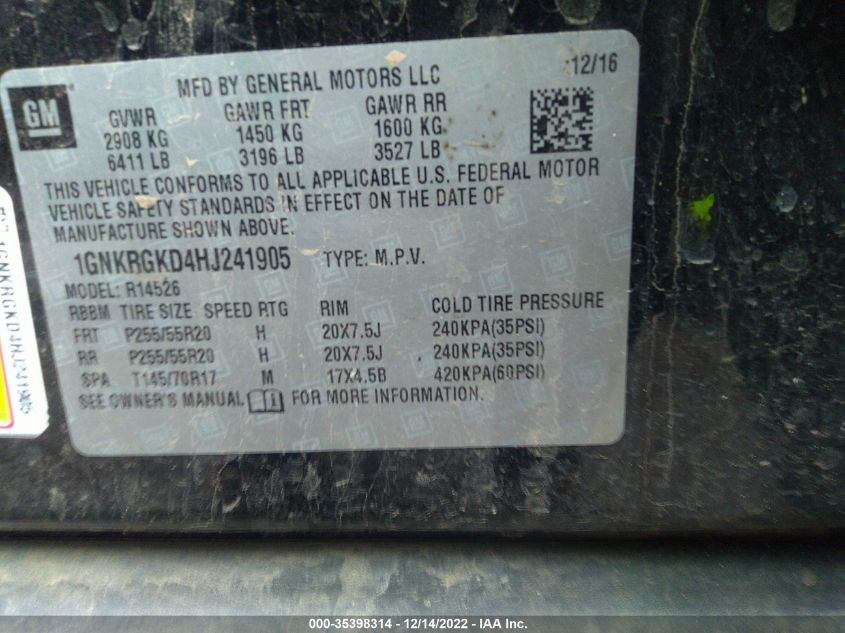 GM
MFD BY GENERAL MOTORS LLC
12/16
GVWR GAWR FRT GAWR RR
2908 KG 1450 KG 1600 KG
6411 LB 3196 LB 3527 LB
THIS VEHICLE CONFORMS TO ALL APPLICABLE U.S. FEDERAL MOTOR
VEHICLE SAFETY STANDARDS IN EFFECT ON THE DATE OF
MANUFACTURE SHOWN ABOVE.
1GNKRGKD4HJ241905 TYPE: M.P.V.
MODEL: R14526
RBBM TIRE SIZE SPEED RTG RIM COLD TIRE PRESSURE
FRT P255/55R20 H 20X7.5J 240KPA(35PSI)
RR P255/55R20 H 20X7.5J 240KPA(35PSI)
SPA T145/70R17 M 17X4.5B 420KPA(60PSI)
SEE OWNER'S MANUAL FOR MORE INFORMATION.
1GNKRGKD4HJ241905
000-35398314 - 12/14/2022 - IAA Inc.